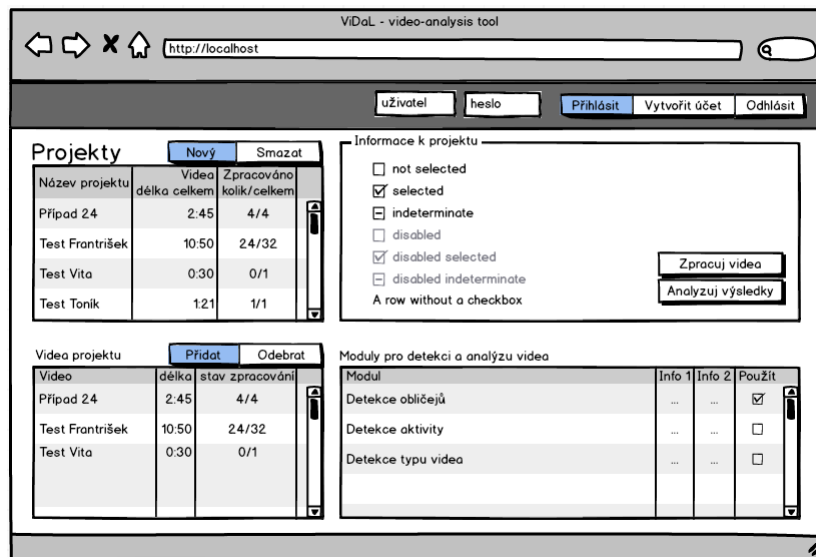 ViDaL - video-analysis tool
http://localhost
uživatel heslo Přihlásit Vytvořit účet Odhlásit
Projekty Nový Smazat
Název projektu Videa délka celkem Zpracováno kolik/celkem
Případ 24 2:45 4/4
Test František 10:50 24/32
Test Vita 0:30 0/1
Test Toník 1:21 1/1
Informace k projektu
not selected
selected
indeterminate
disabled
disabled selected
disabled indeterminate
A row without a checkbox
Zpracuj videa
Analyzuj výsledky
Videa projektu Přidat Odebrat
Video délka stav zpracování
Případ 24 2:45 4/4
Test František 10:50 24/32
Test Vita 0:30 0/1
Moduly pro detekci a analýzu videa
Modul Info 1 Info 2 Použít
Detekce obličejů ... ...
Detekce aktivity ... ...
Detekce typu videa ... ...